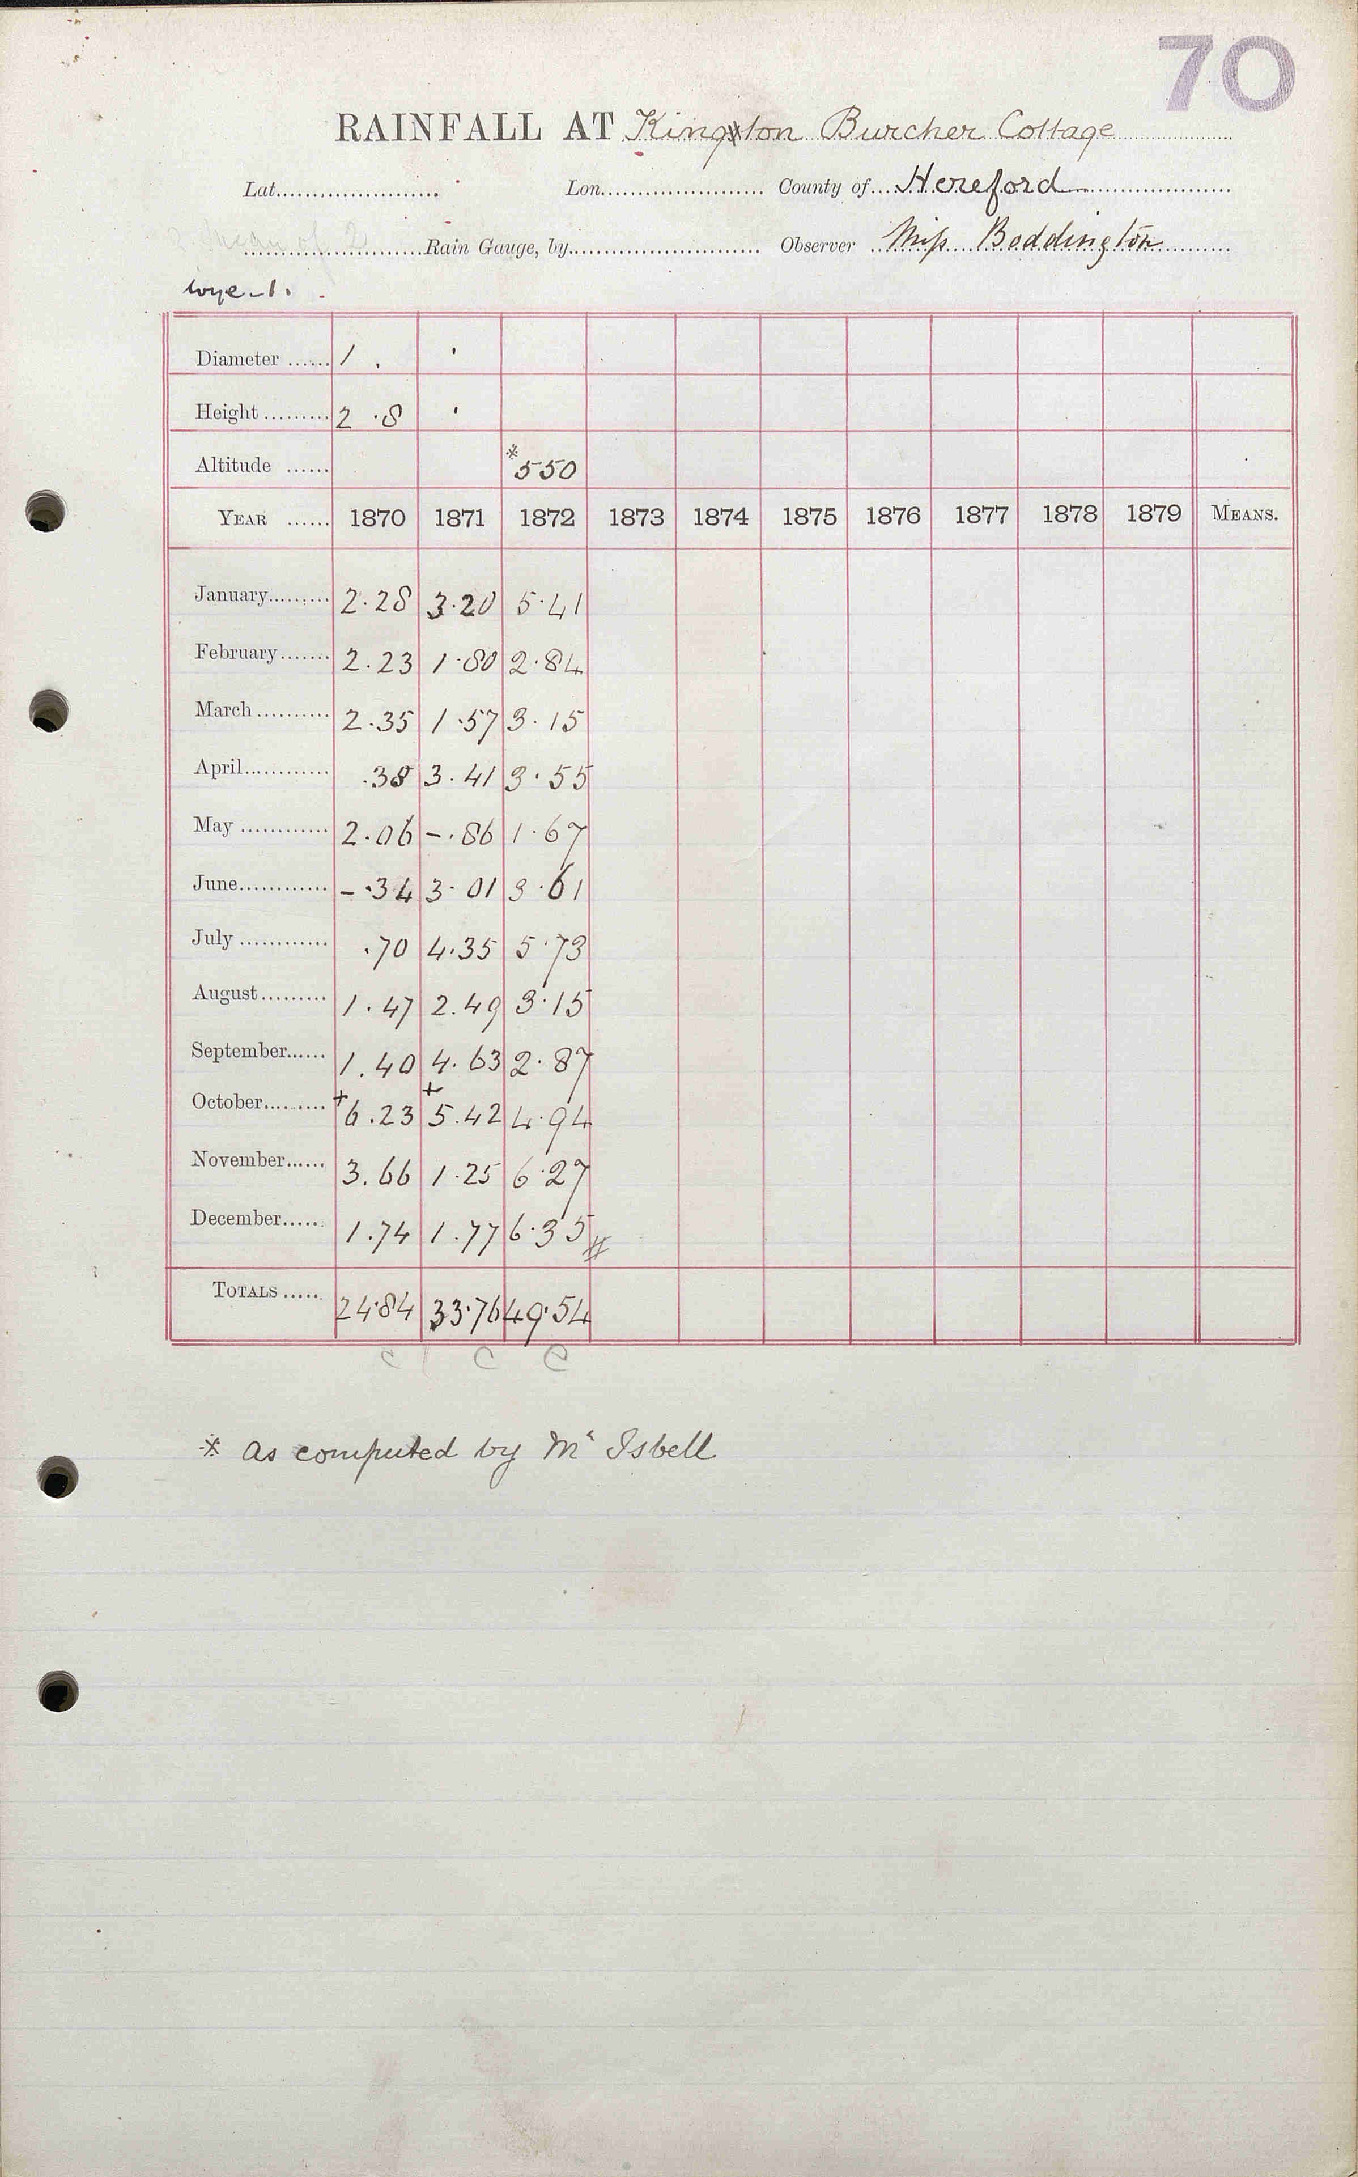 70
RAINFALL AT Kington Burcher Cottage
Lat. Lon. County of Hereford
Rain Gauge, by Observer Miss Boddington
Wye. 1.
Diameter 1 .
Height 2 .8
Altitude *550
YEAR 1870 1871 1872 1873 1874 1875 1876 1877 1878 1879 MEANS.
January 2.28 3.20 5.41
February 2.23 1.80 2.84
March 2.35 1.57 3.15
April .38 3.41 3.55
May 2.06 -.86 1.67
June -.34 3.01 3.61
July .70 4.35 5.73
August 1.47 2.49 3.15
September 1.40 4.63 2.87
October +6.23 +5.42 4.94
November 3.66 1.25 6.27
December 1.74 1.77 6.35 #
TOTALS 24.84 33.76 49.54
C C C
* as computed by Mr Isbell